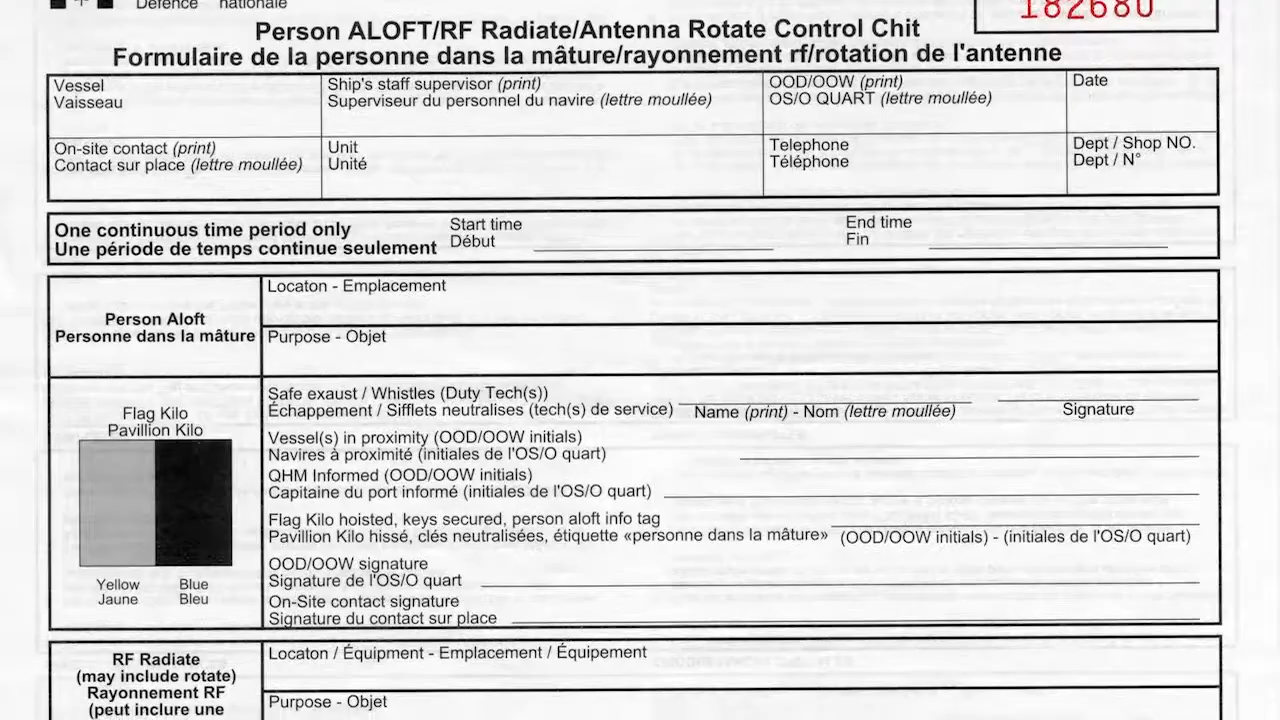 Défense nationale
182680
Person ALOFT/RF Radiate/Antenna Rotate Control Chit
Formulaire de la personne dans la mâture/rayonnement rf/rotation de l'antenne
Vessel
Vaisseau
Ship's staff supervisor (print)
Superviseur du personnel du navire (lettre moullée)
OOD/OOW (print)
OS/O QUART (lettre moullée)
Date
On-site contact (print)
Contact sur place (lettre moullée)
Unit
Unité
Telephone
Téléphone
Dept / Shop NO.
Dept / N°
One continuous time period only
Une période de temps continue seulement
Start time
Début
End time
Fin
Person Aloft
Personne dans la mâture
Locaton - Emplacement
Purpose - Objet
Flag Kilo
Pavillion Kilo
Yellow Blue
Jaune Bleu
Safe exaust / Whistles (Duty Tech(s))
Échappement / Sifflets neutralises (tech(s) de service)
Name (print) - Nom (lettre moullée)
Signature
Vessel(s) in proximity (OOD/OOW initials)
Navires à proximité (initiales de l'OS/O quart)
QHM Informed (OOD/OOW initials)
Capitaine du port informé (initiales de l'OS/O quart)
Flag Kilo hoisted, keys secured, person aloft info tag
Pavillion Kilo hissé, clés neutralisées, étiquette «personne dans la mâture»
(OOD/OOW initials) - (initiales de l'OS/O quart)
OOD/OOW signature
Signature de l'OS/O quart
On-Site contact signature
Signature du contact sur place
RF Radiate
(may include rotate)
Rayonnement RF
(peut inclure une
Locaton / Équipment - Emplacement / Équipement
Purpose - Objet